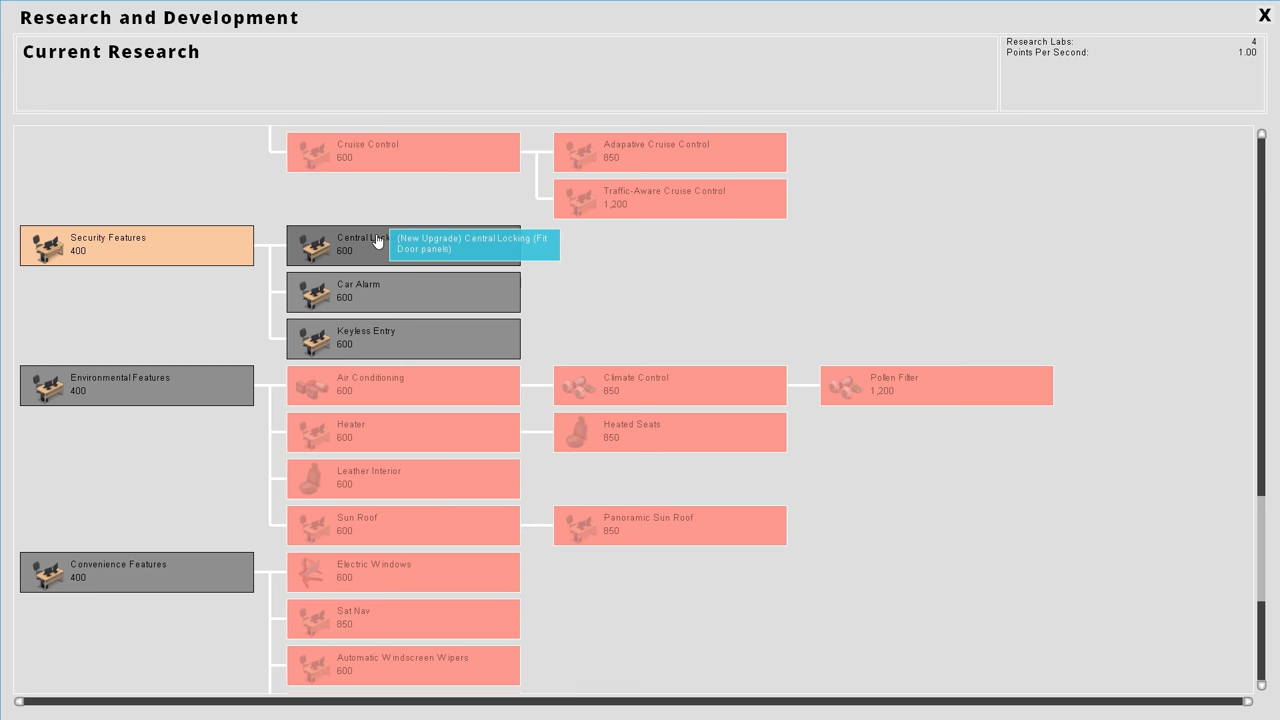 Research and Development
X
Current Research
Research Labs: 4
Points Per Second: 1.00
Cruise Control
600
Adapative Cruise Control
850
Traffic-Aware Cruise Control
1,200
Security Features
400
Central Lock
600
(New Upgrade) Central Locking (Fit
Door panels)
Car Alarm
600
Keyless Entry
600
Environmental Features
400
Air Conditioning
600
Climate Control
850
Pollen Filter
1,200
Heater
600
Heated Seats
850
Leather Interior
600
Sun Roof
600
Panoramic Sun Roof
850
Convenience Features
400
Electric Windows
600
Sat Nav
850
Automatic Windscreen Wipers
600